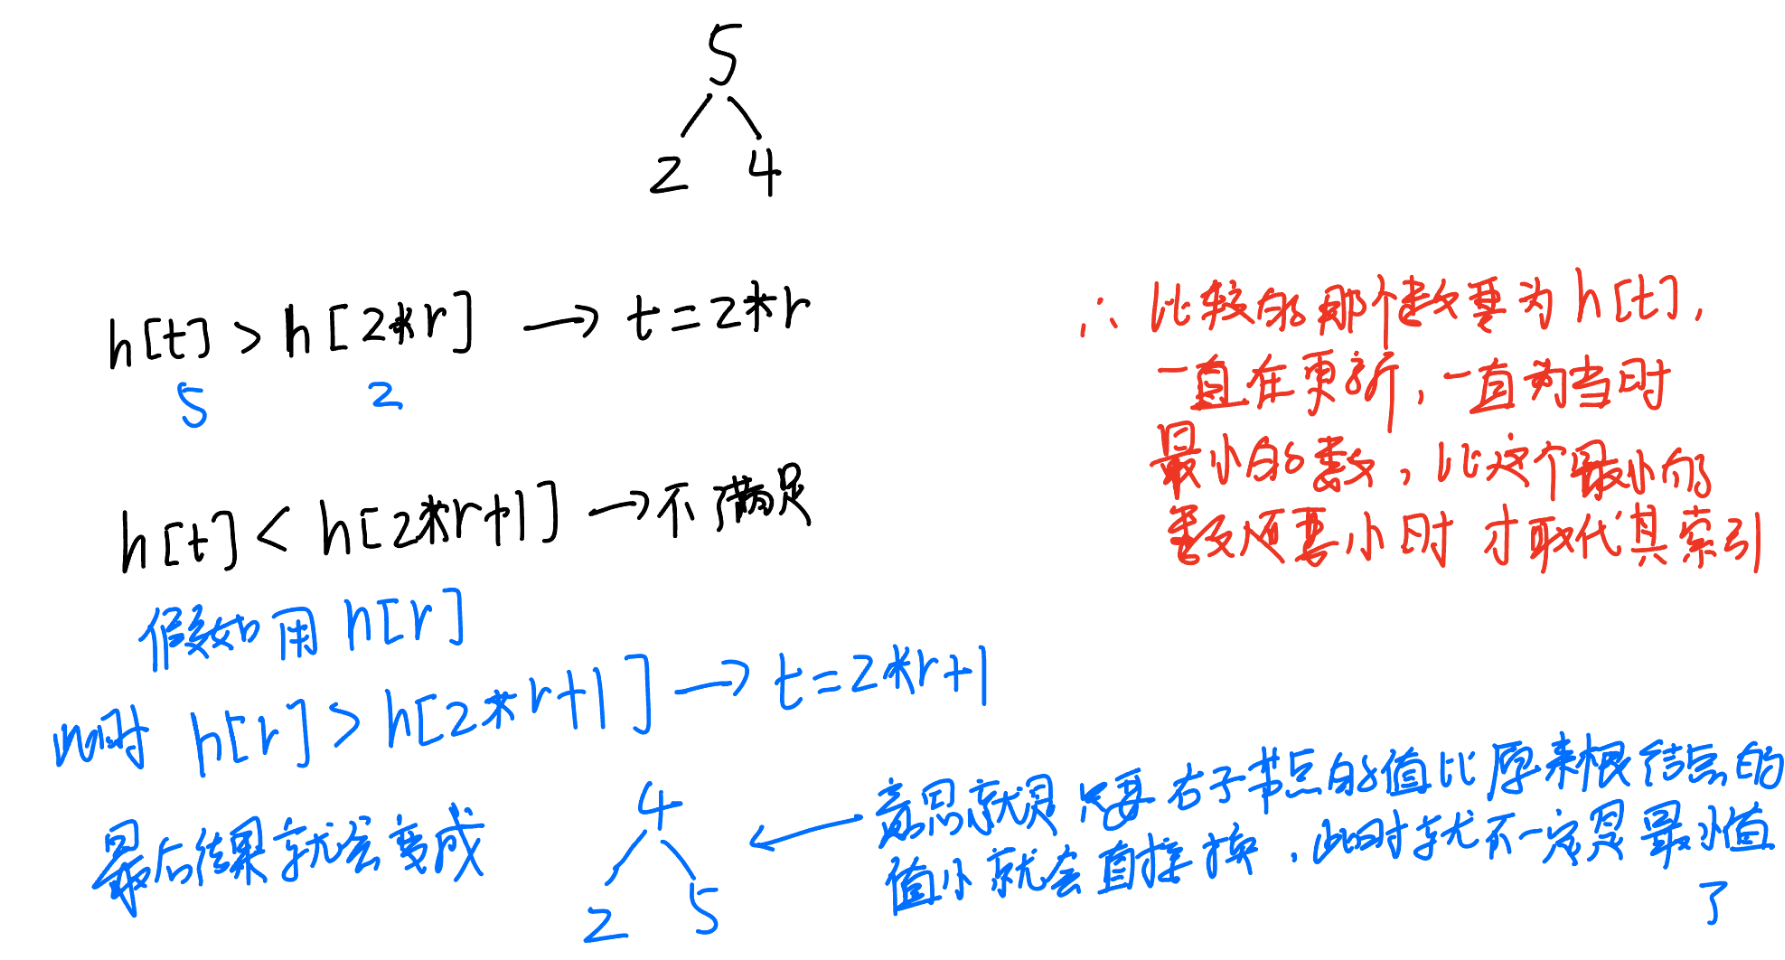 5
2 4
h[t] > h[2*r] → t=2*r
5 2
h[t] < h[2*r+1] → 不满足
假如用 h[r]
此时 h[r] > h[2*r+1] → t=2*r+1
最后结果就会变成
4
2 5
← 意思就是 只要 右子节点的值比原来根结点的
值小就会直接换，此时就不一定是最小值
了
∴ 比较的那个数要为h[t],
一直在更新，一直为当时
最小的数，比这个最小的
数还要小时 才取代其索引